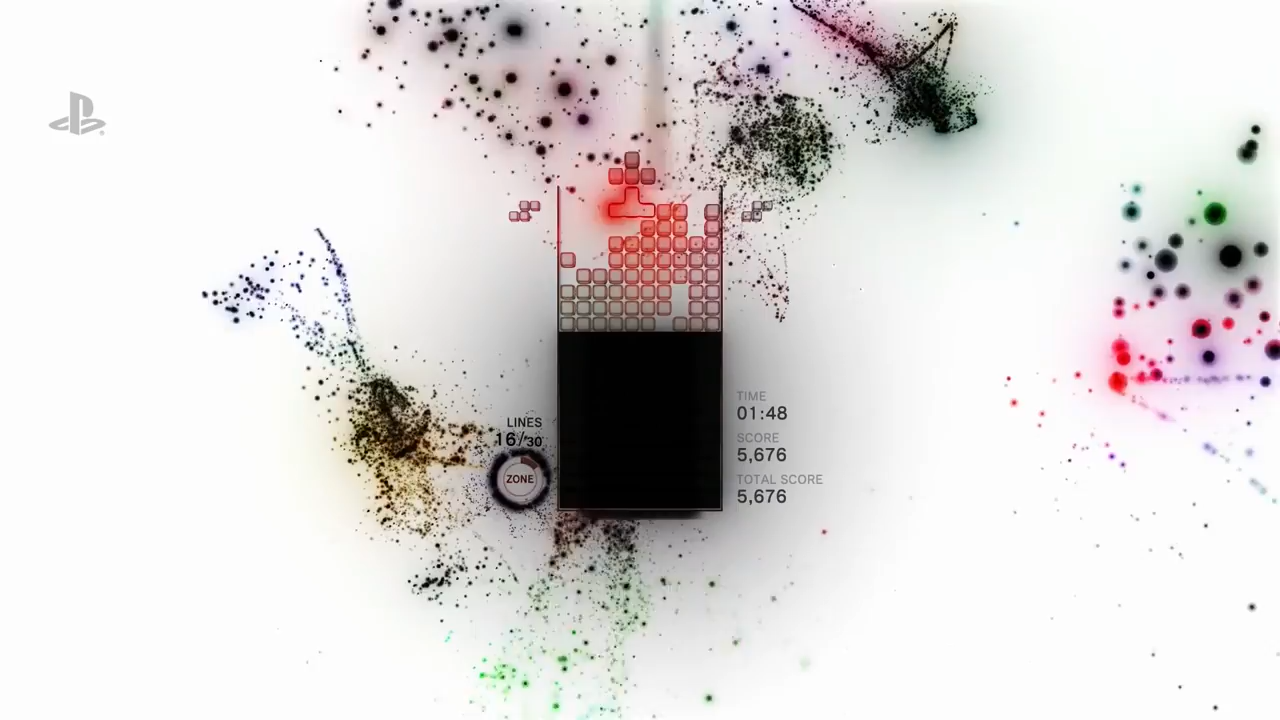 LINES
16/30
ZONE
TIME
01:48
SCORE
5,676
TOTAL SCORE
5,676